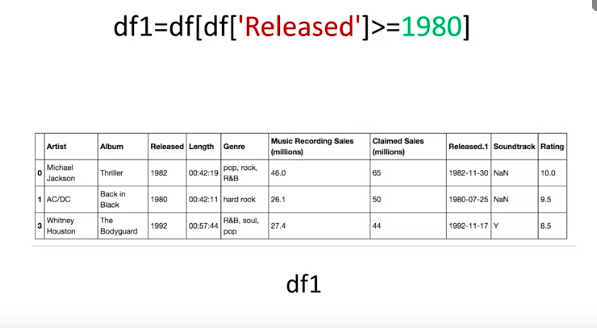 df1=df[df['Released']>=1980]
Artist Album Released Length Genre Music Recording Sales (millions) Claimed Sales (millions) Released.1 Soundtrack Rating
0 Michael Jackson Thriller 1982 00:42:19 pop, rock, R&B 46.0 65 1982-11-30 NaN 10.0
1 AC/DC Back in Black 1980 00:42:11 hard rock 26.1 50 1980-07-25 NaN 9.5
3 Whitney Houston The Bodyguard 1992 00:57:44 R&B, soul, pop 27.4 44 1992-11-17 Y 8.5
df1